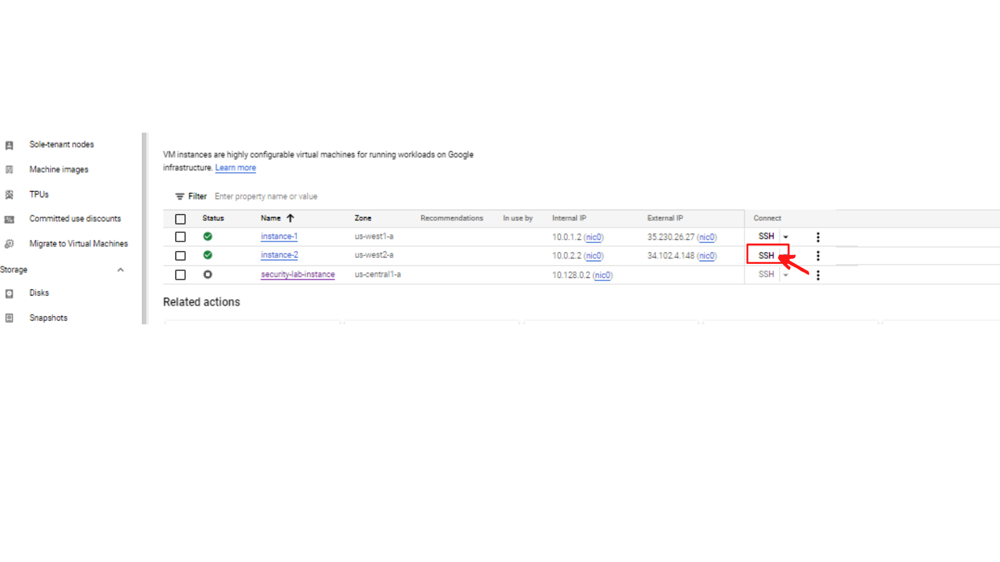 Sole-tenant nodes
Machine images
TPUs
Committed use discounts
Migrate to Virtual Machines
Storage
Disks
Snapshots
VM instances are highly configurable virtual machines for running workloads on Google
infrastructure. Learn more
Filter Enter property name or value
Status Name Zone Recommendations In use by Internal IP External IP Connect
instance-1 us-west1-a 10.0.1.2 (nic0) 35.230.26.27 (nic0) SSH
instance-2 us-west2-a 10.0.2.2 (nic0) 34.102.4.148 (nic0) SSH
security-lab-instance us-central1-a 10.128.0.2 (nic0) SSH
Related actions